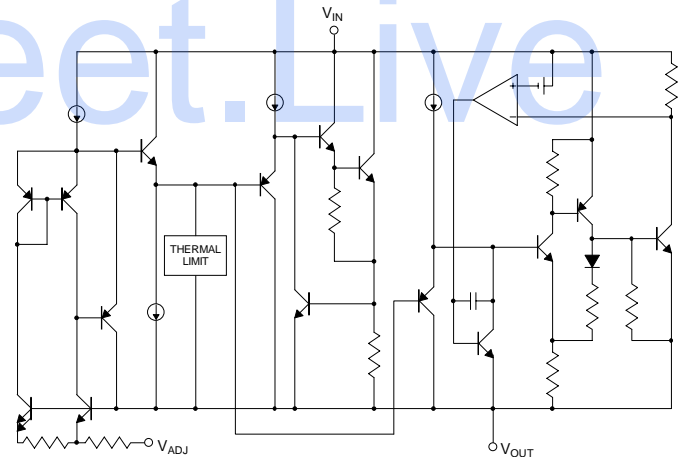 eet.Live
VIN
THERMAL
LIMIT
+
−
VADJ
VOUT